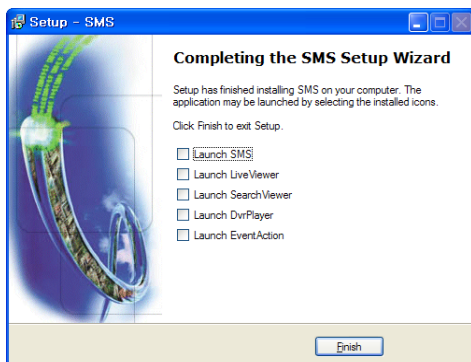 Setup - SMS
Completing the SMS Setup Wizard
Setup has finished installing SMS on your computer. The
application may be launched by selecting the installed icons.
Click Finish to exit Setup.
Launch SMS
Launch LiveViewer
Launch SearchViewer
Launch DvrPlayer
Launch EventAction
Finish